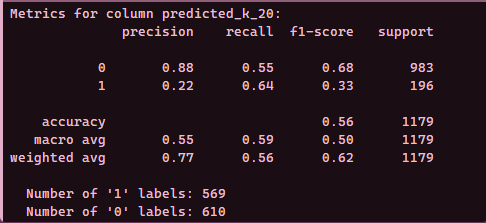 Metrics for column predicted_k_20:
precision recall f1-score support
0 0.88 0.55 0.68 983
1 0.22 0.64 0.33 196
accuracy 0.56 1179
macro avg 0.55 0.59 0.50 1179
weighted avg 0.77 0.56 0.62 1179
Number of '1' labels: 569
Number of '0' labels: 610